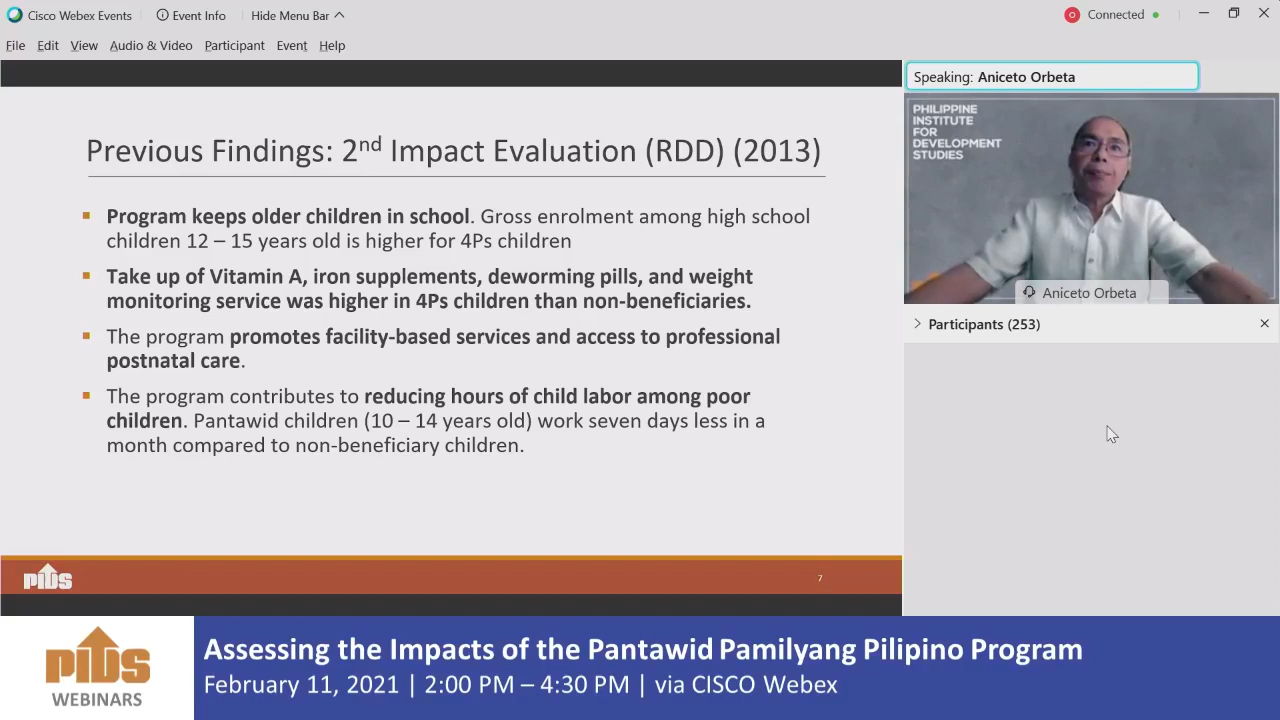 Cisco Webex Events
Event Info
Hide Menu Bar
Connected
File Edit View Audio & Video Participant Event Help
Speaking: Aniceto Orbeta
PHILIPPINE
INSTITUTE
FOR
DEVELOPMENT
STUDIES
Aniceto Orbeta
Participants (253)
Previous Findings: 2nd Impact Evaluation (RDD) (2013)
Program keeps older children in school. Gross enrolment among high school
children 12 – 15 years old is higher for 4Ps children
Take up of Vitamin A, iron supplements, deworming pills, and weight
monitoring service was higher in 4Ps children than non-beneficiaries.
The program promotes facility-based services and access to professional
postnatal care.
The program contributes to reducing hours of child labor among poor
children. Pantawid children (10 – 14 years old) work seven days less in a
month compared to non-beneficiary children.
PIDS
7
PIDS
WEBINARS
Assessing the Impacts of the Pantawid Pamilyang Pilipino Program
February 11, 2021 | 2:00 PM – 4:30 PM | via CISCO Webex